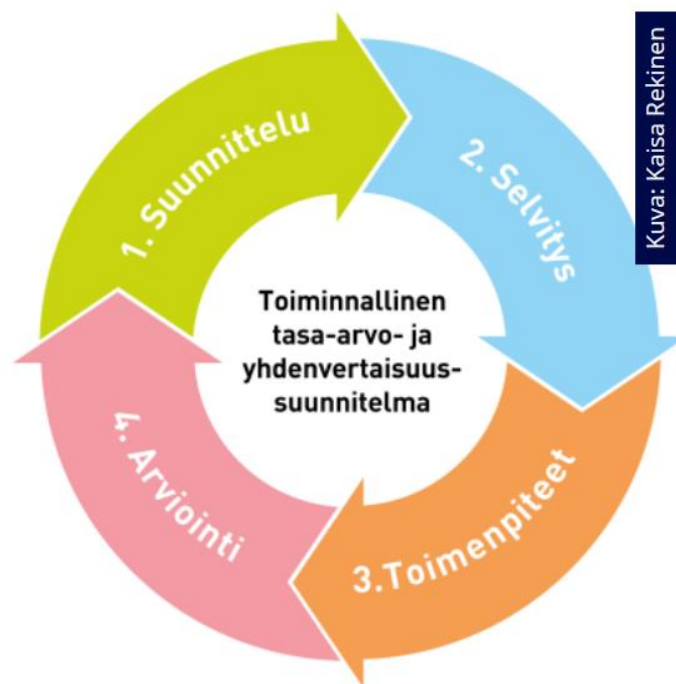 1. Suunnittelu
2. Selvitys
3.Toimenpiteet
4. Arviointi
Toiminnallinen
tasa-arvo- ja
yhdenvertaisuus-
suunnitelma
Kuva: Kaisa Rekinen